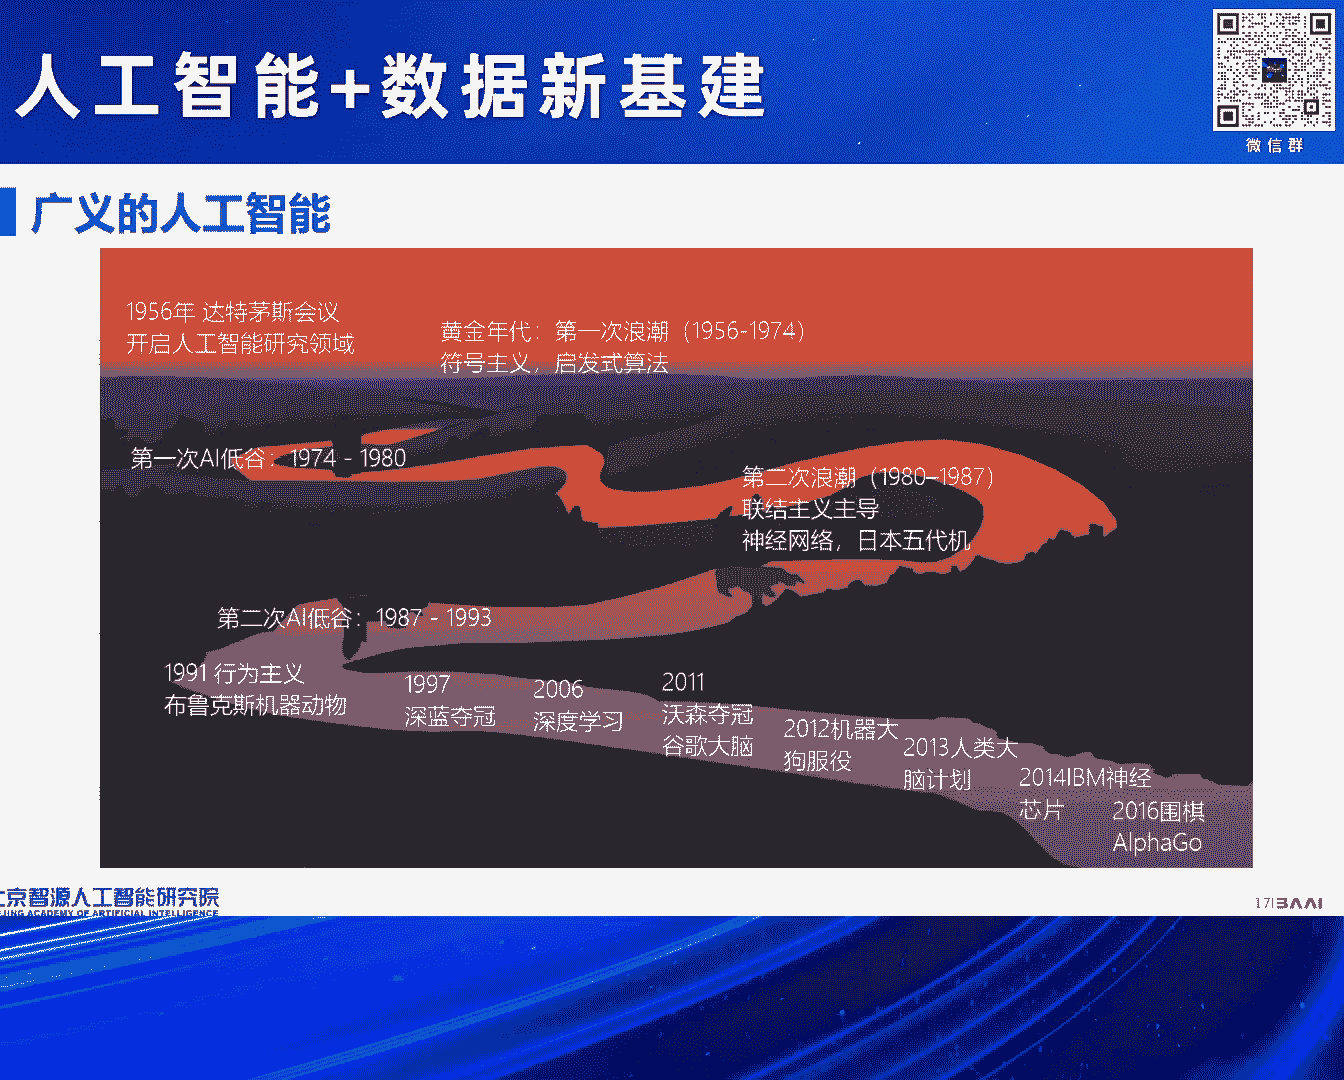 人工智能+数据新基建
微信群
广义的人工智能
1956年 达特茅斯会议
开启人工智能研究领域
黄金年代：第一次浪潮（1956-1974）
符号主义，启发式算法
第一次AI低谷：1974 - 1980
第二次浪潮（1980–1987）
联结主义主导
神经网络，日本五代机
第二次AI低谷：1987 - 1993
1991 行为主义
布鲁克斯机器动物
1997
深蓝夺冠
2006
深度学习
2011
沃森夺冠
谷歌大脑
2012机器大
狗服役
2013人类大
脑计划
2014IBM神经
芯片
2016围棋
AlphaGo
京智源人工智能研究院
JING ACADEMY OF ARTIFICIAL INTELLIGENCE
17|BAAI